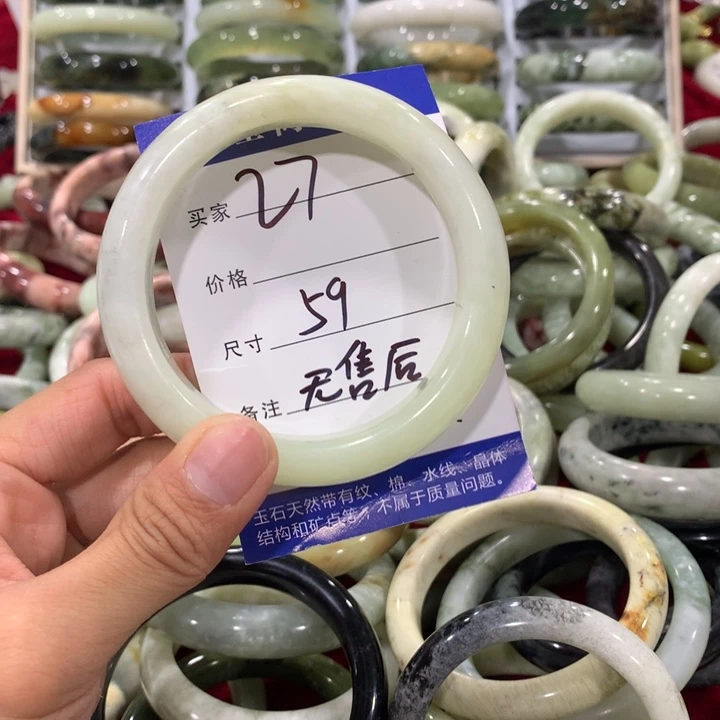 买家 27
价格
尺寸 59
备注 无售后
玉石天然带有纹、棉、水线、晶体
结构和矿点等，不属于质量问题。